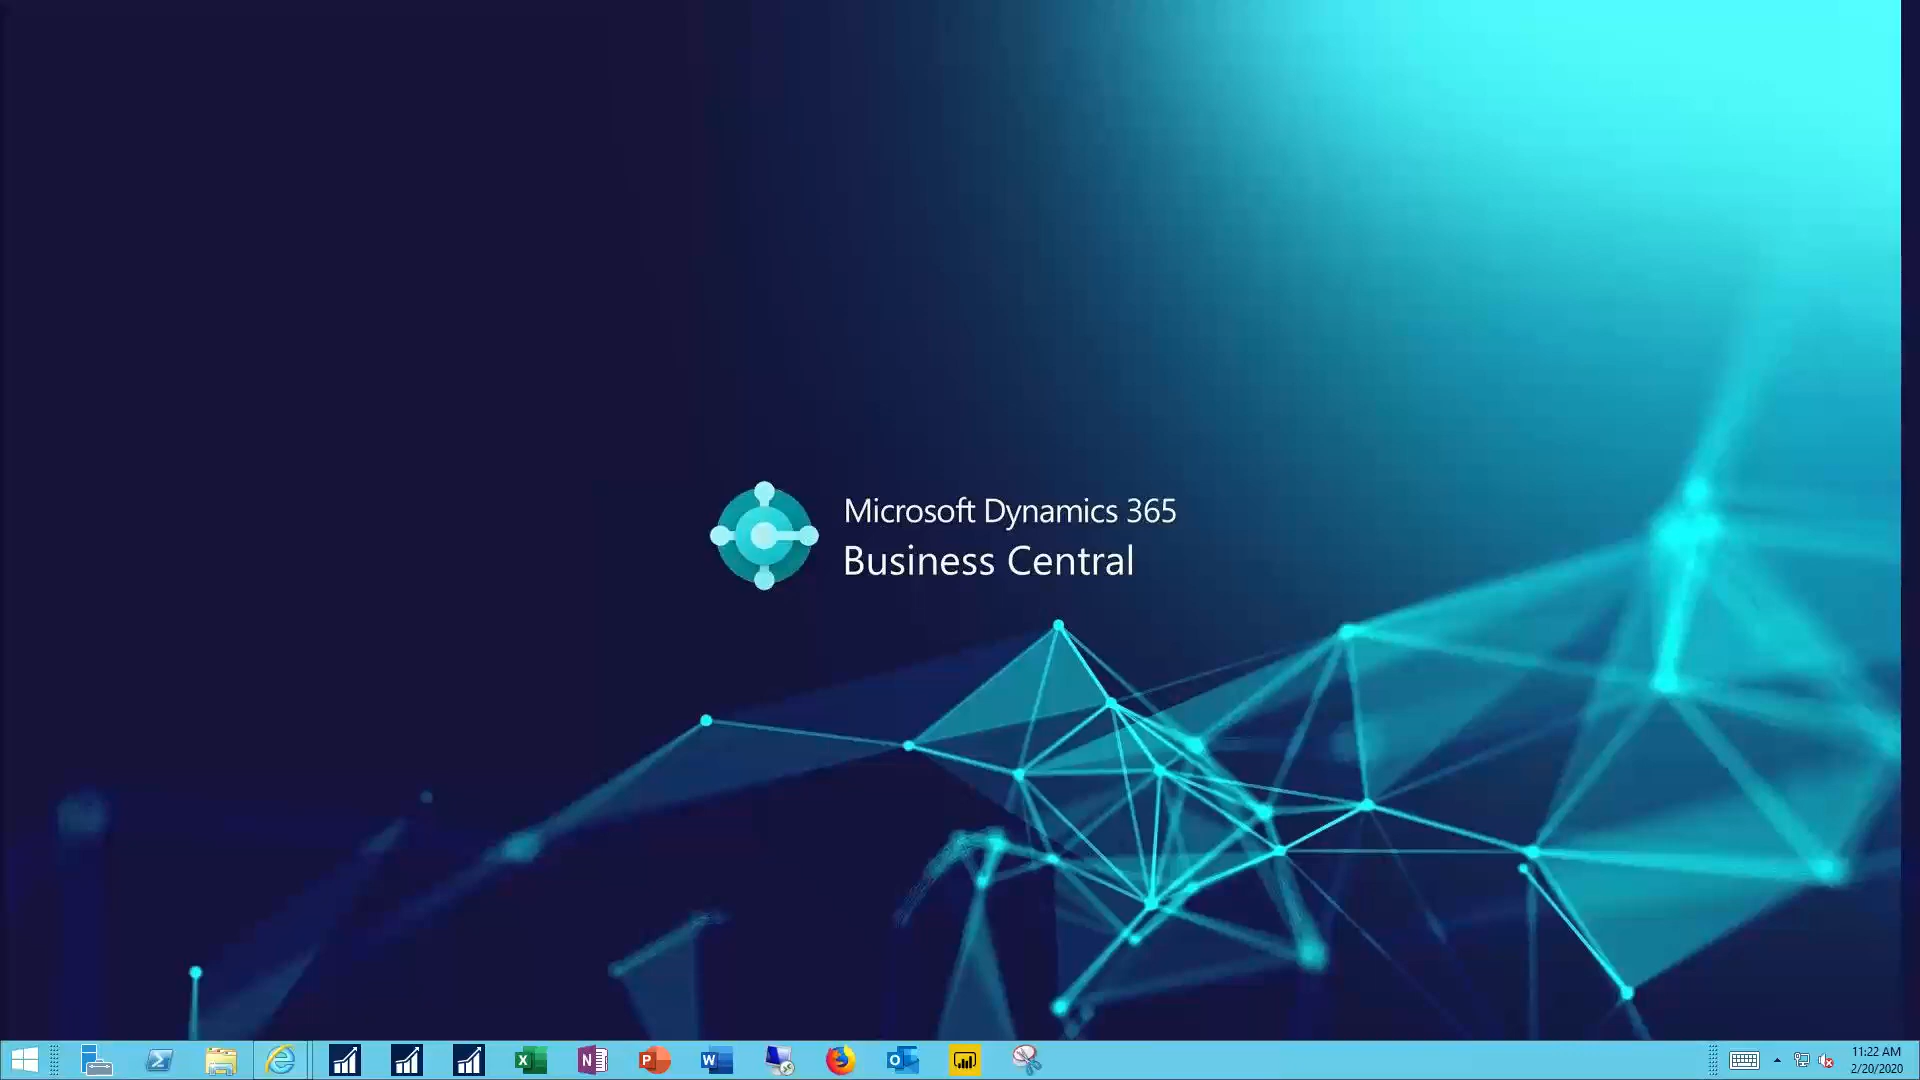 Microsoft Dynamics 365
Business Central
X
N
P
W
O
11:22 AM
2/20/2020